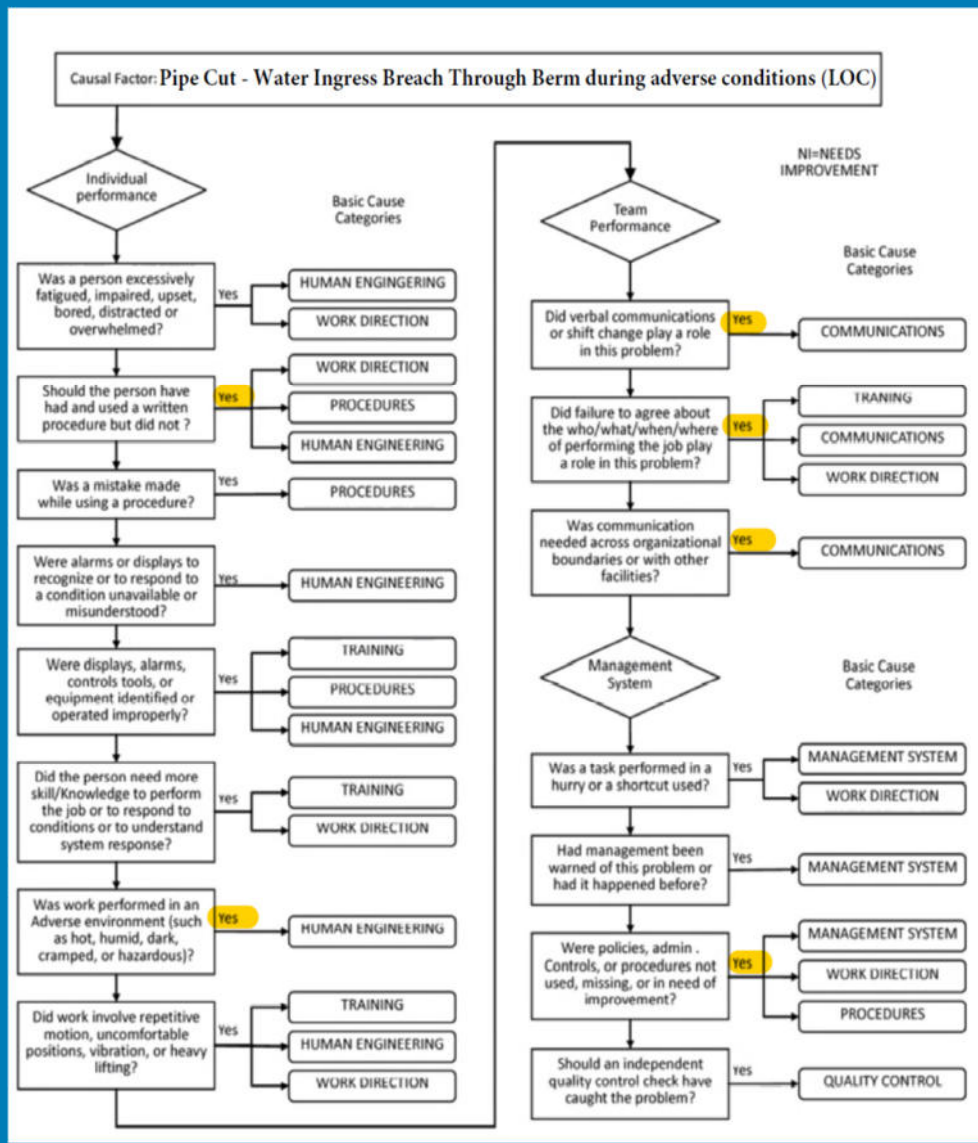 Causal Factor: Pipe Cut - Water Ingress Breach Through Berm during adverse conditions (LOC)
Individual
performance
Basic Cause
Categories
Was a person excessively
fatigued, impaired, upset,
bored, distracted or
overwhelmed?
Yes
HUMAN ENGINGERING
WORK DIRECTION
Should the person have
had and used a written
procedure but did not ?
Yes
WORK DIRECTION
PROCEDURES
HUMAN ENGINEERING
Was a mistake made
while using a procedure?
Yes
PROCEDURES
Were alarms or displays to
recognize or to respond to
a condition unavailable or
misunderstood?
Yes
HUMAN ENGINEERING
Were displays, alarms,
controls tools, or
equipment identified or
operated improperly?
Yes
TRAINING
PROCEDURES
HUMAN ENGINEERING
Did the person need more
skill/Knowledge to perform
the job or to respond to
conditions or to understand
system response?
Yes
TRAINING
WORK DIRECTION
Was work performed in an
Adverse environment (such
as hot, humid, dark,
cramped, or hazardous)?
Yes
HUMAN ENGINEERING
Did work involve repetitive
motion, uncomfortable
positions, vibration, or heavy
lifting?
Yes
TRAINING
HUMAN ENGINEERING
WORK DIRECTION
NI=NEEDS
IMPROVEMENT
Team
Performance
Basic Cause
Categories
Did verbal communications
or shift change play a role
in this problem?
Yes
COMMUNICATIONS
Did failure to agree about
the who/what/when/where
of performing the job play
a role in this problem?
Yes
TRANING
COMMUNICATIONS
WORK DIRECTION
Was communication
needed across organizational
boundaries or with other
facilities?
Yes
COMMUNICATIONS
Management
System
Basic Cause
Categories
Was a task performed in a
hurry or a shortcut used?
Yes
MANAGEMENT SYSTEM
WORK DIRECTION
Had management been
warned of this problem or
had it happened before?
Yes
MANAGEMENT SYSTEM
Were policies, admin .
Controls, or procedures not
used, missing, or in need of
improvement?
Yes
MANAGEMENT SYSTEM
WORK DIRECTION
PROCEDURES
Should an independent
quality control check have
caught the problem?
Yes
QUALITY CONTROL